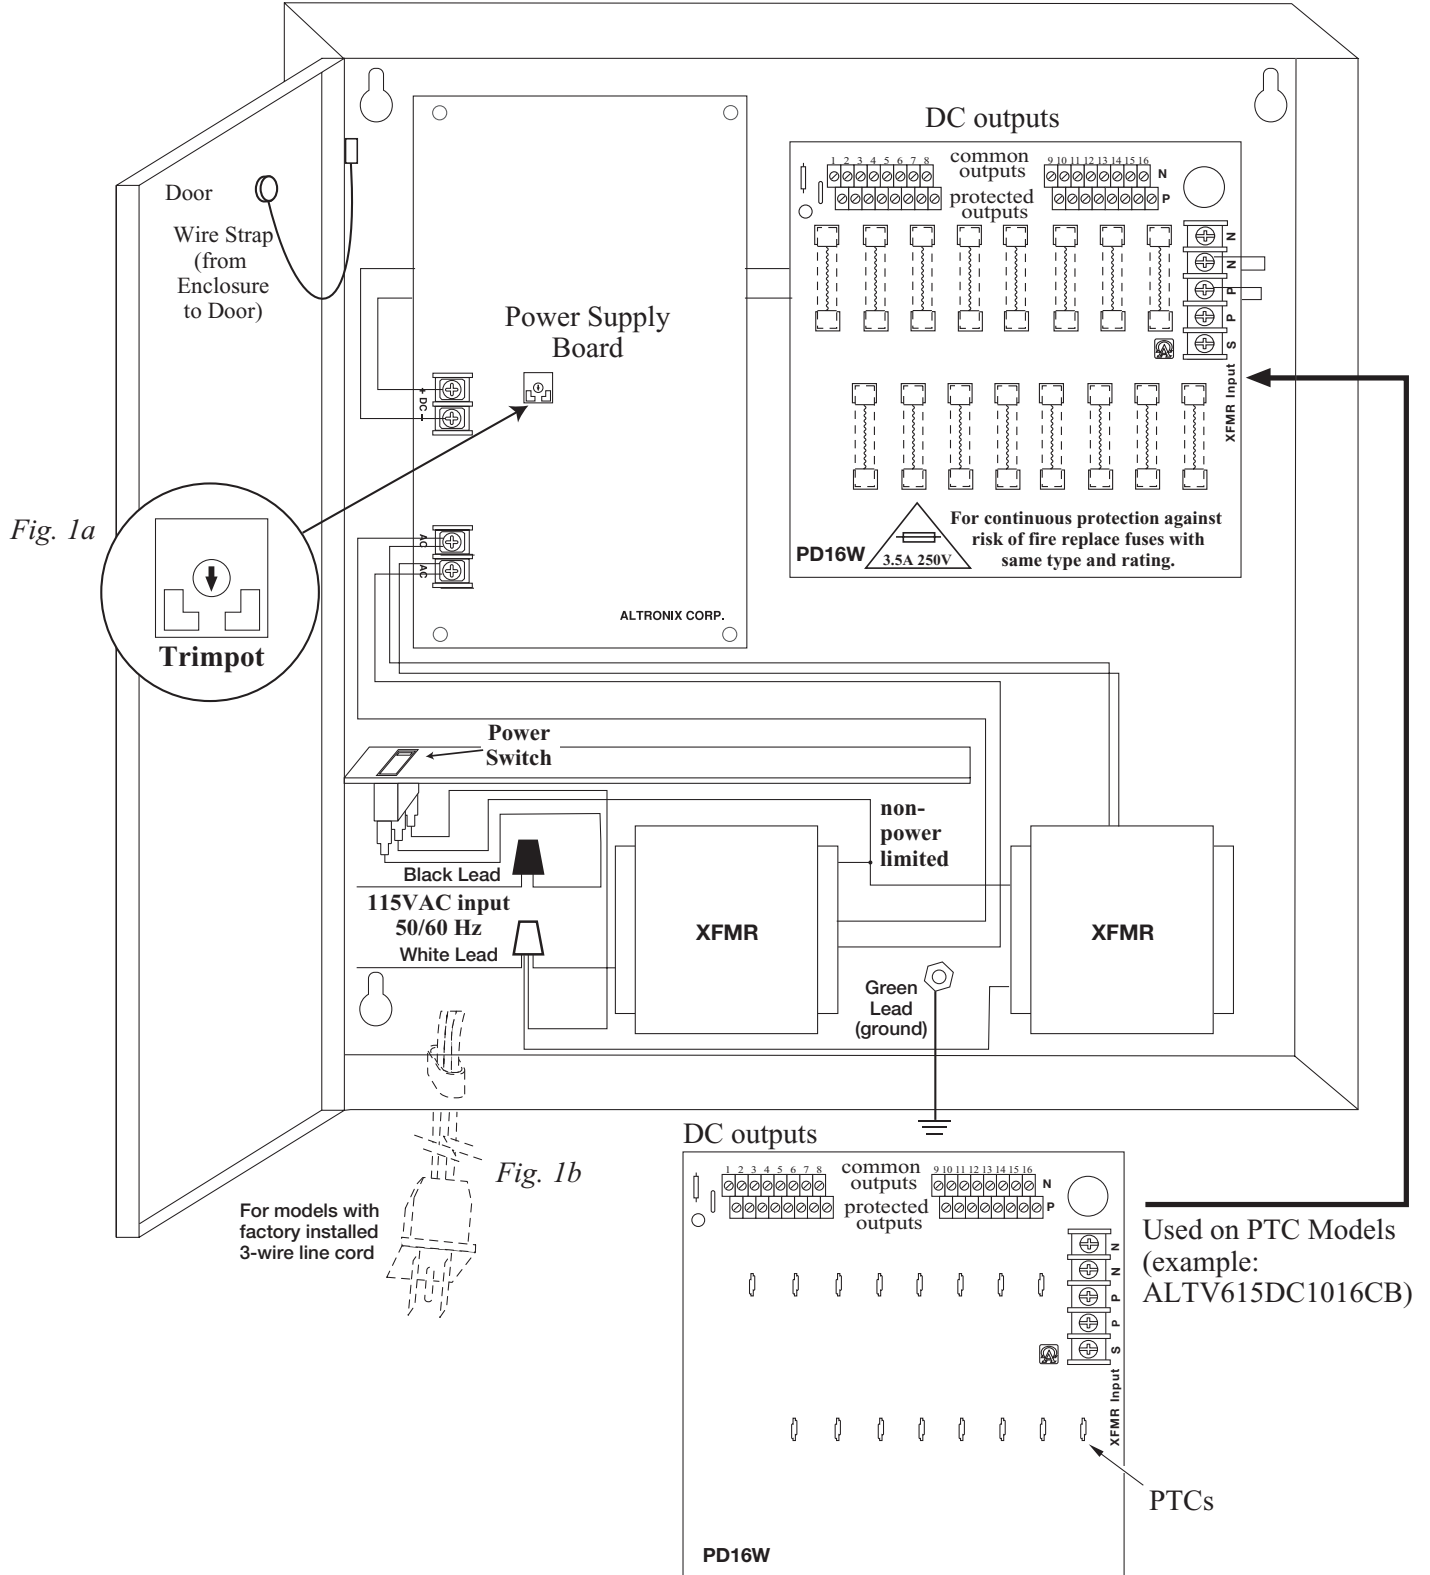 DC outputs
1 2 3 4 5 6 7 8
common
outputs
9 10 11 12 13 14 15 16
N
protected
outputs
P
Door
Wire Strap
(from
Enclosure
to Door)
N
N
P
P
S
XFMR Input
Power Supply
Board
+ DC –
Fig. 1a
Trimpot
AC
AC
PD16W
3.5A 250V
For continuous protection against
risk of fire replace fuses with
same type and rating.
ALTRONIX CORP.
Power
Switch
non-
power
limited
Black Lead
115VAC input
50/60 Hz
White Lead
XFMR
XFMR
Green
Lead
(ground)
DC outputs
1 2 3 4 5 6 7 8
common
outputs
9 10 11 12 13 14 15 16
N
protected
outputs
P
Fig. 1b
For models with
factory installed
3-wire line cord
N
N
P
P
S
XFMR Input
Used on PTC Models
(example:
ALTV615DC1016CB)
PTCs
PD16W